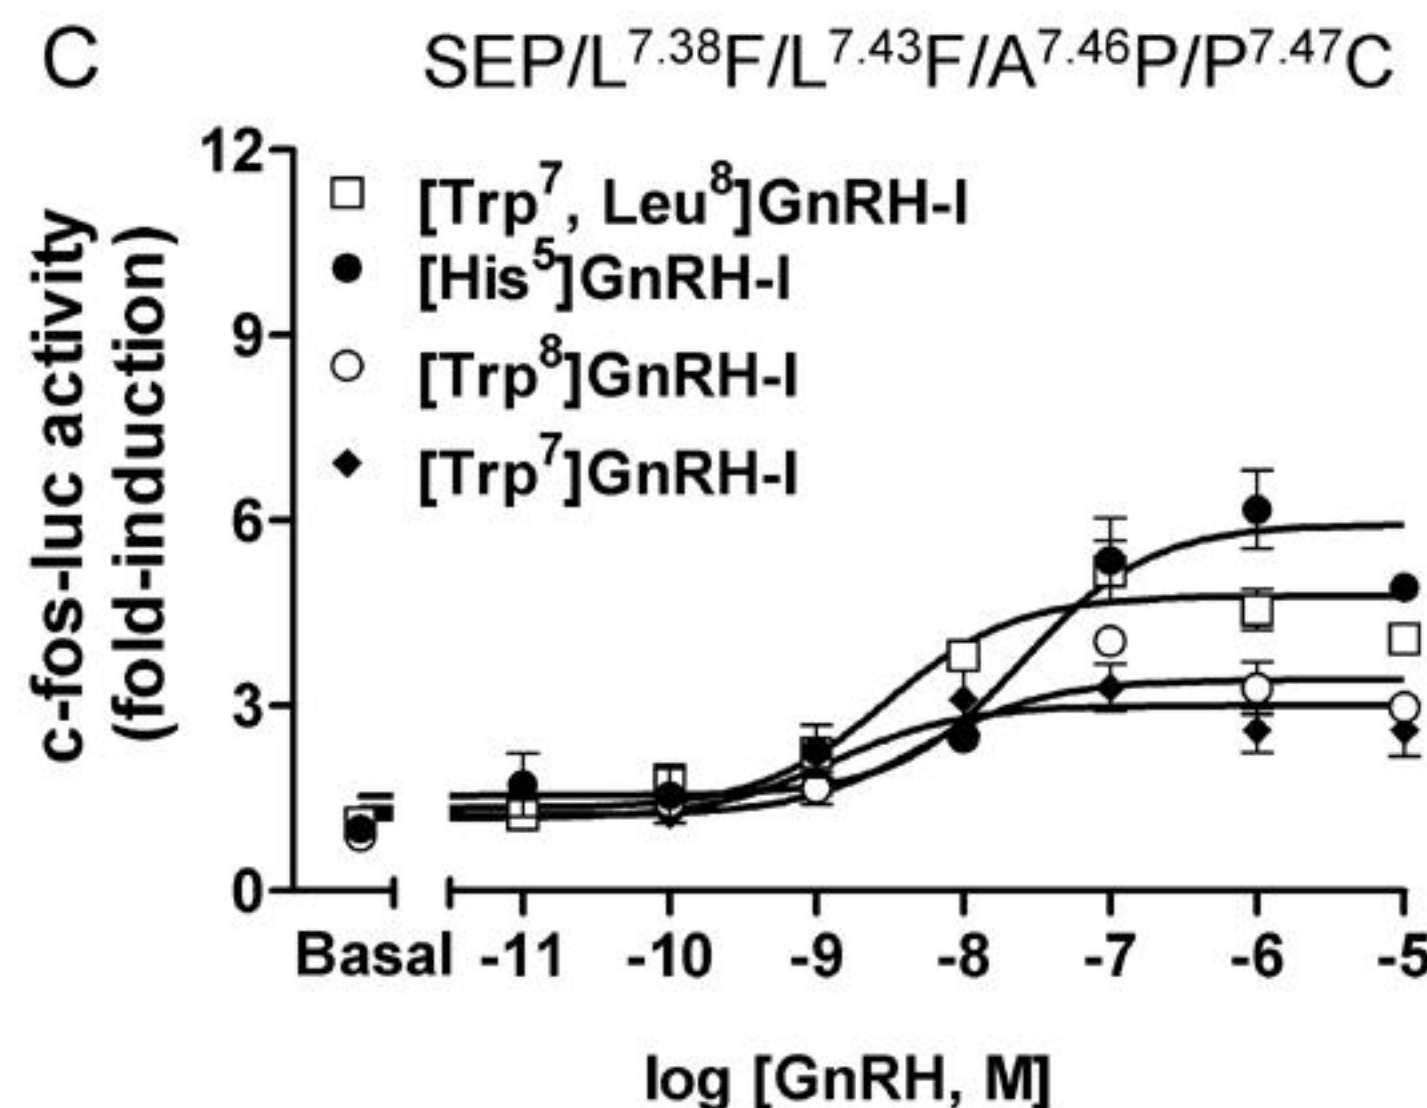 C
SEP/L⁷·³⁸F/L⁷·⁴³F/A⁷·⁴⁶P/P⁷·⁴⁷C
c-fos-luc activity
(fold-induction)
12
9
6
3
0
[Trp⁷, Leu⁸]GnRH-I
[His⁵]GnRH-I
[Trp⁸]GnRH-I
[Trp⁷]GnRH-I
Basal -11 -10 -9 -8 -7 -6 -5
log [GnRH, M]